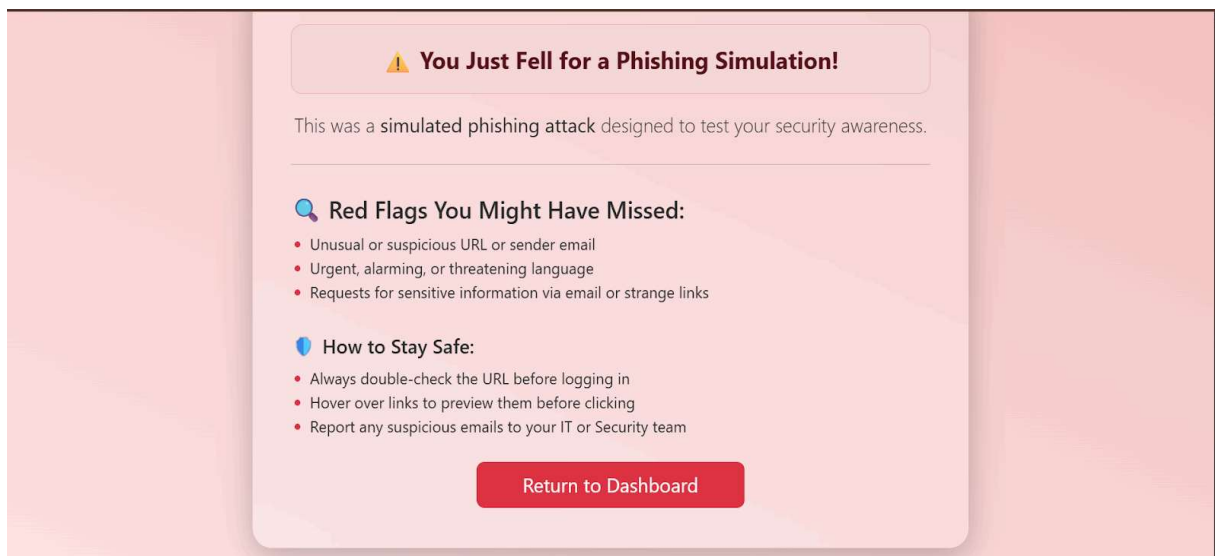 ⚠️ You Just Fell for a Phishing Simulation!
This was a simulated phishing attack designed to test your security awareness.
🔍 Red Flags You Might Have Missed:
• Unusual or suspicious URL or sender email
• Urgent, alarming, or threatening language
• Requests for sensitive information via email or strange links
🛡️ How to Stay Safe:
• Always double-check the URL before logging in
• Hover over links to preview them before clicking
• Report any suspicious emails to your IT or Security team
Return to Dashboard